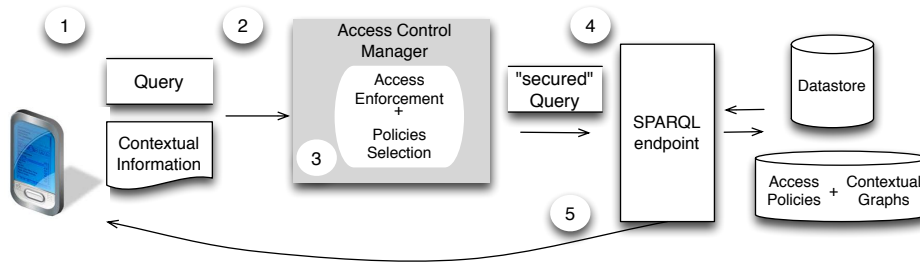 1
2
4
Access Control
Manager
Query
Access
Enforcement
+
Policies
Selection
"secured"
Query
Datastore
Contextual
Information
SPARQL
endpoint
3
Access
Policies
+
Contextual
Graphs
5